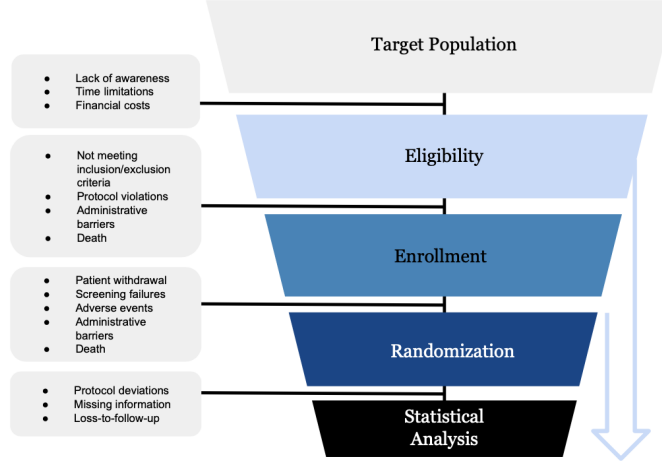 Target Population
● Lack of awareness
● Time limitations
● Financial costs
Eligibility
● Not meeting
inclusion/exclusion
criteria
● Protocol violations
● Administrative
barriers
● Death
Enrollment
● Patient withdrawal
● Screening failures
● Adverse events
● Administrative
barriers
● Death
Randomization
● Protocol deviations
● Missing information
● Loss-to-follow-up
Statistical
Analysis